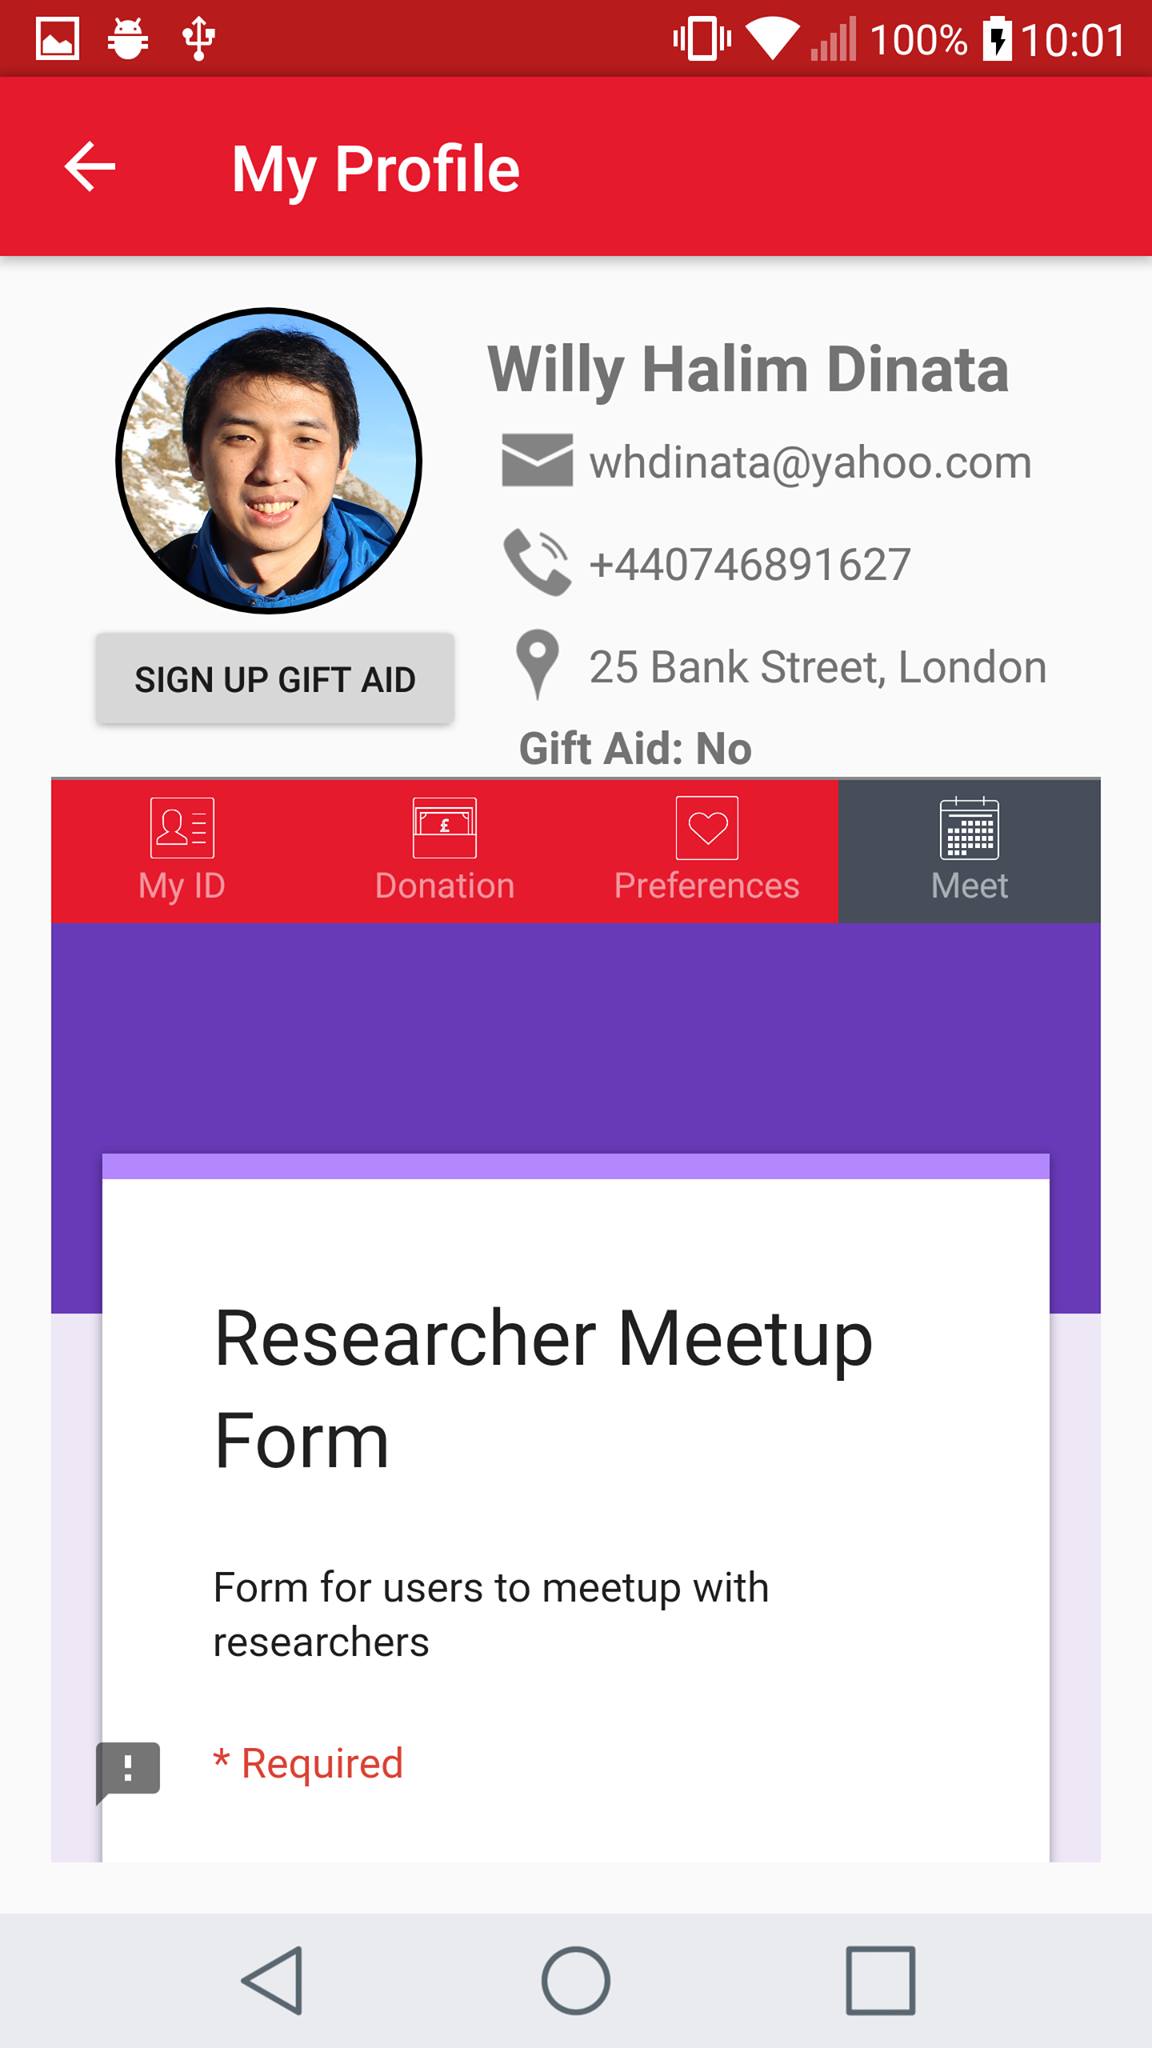 100% 10:01
My Profile
Willy Halim Dinata
whdinata@yahoo.com
+440746891627
25 Bank Street, London
SIGN UP GIFT AID
Gift Aid: No
My ID Donation Preferences Meet
Researcher Meetup
Form
Form for users to meetup with
researchers
* Required